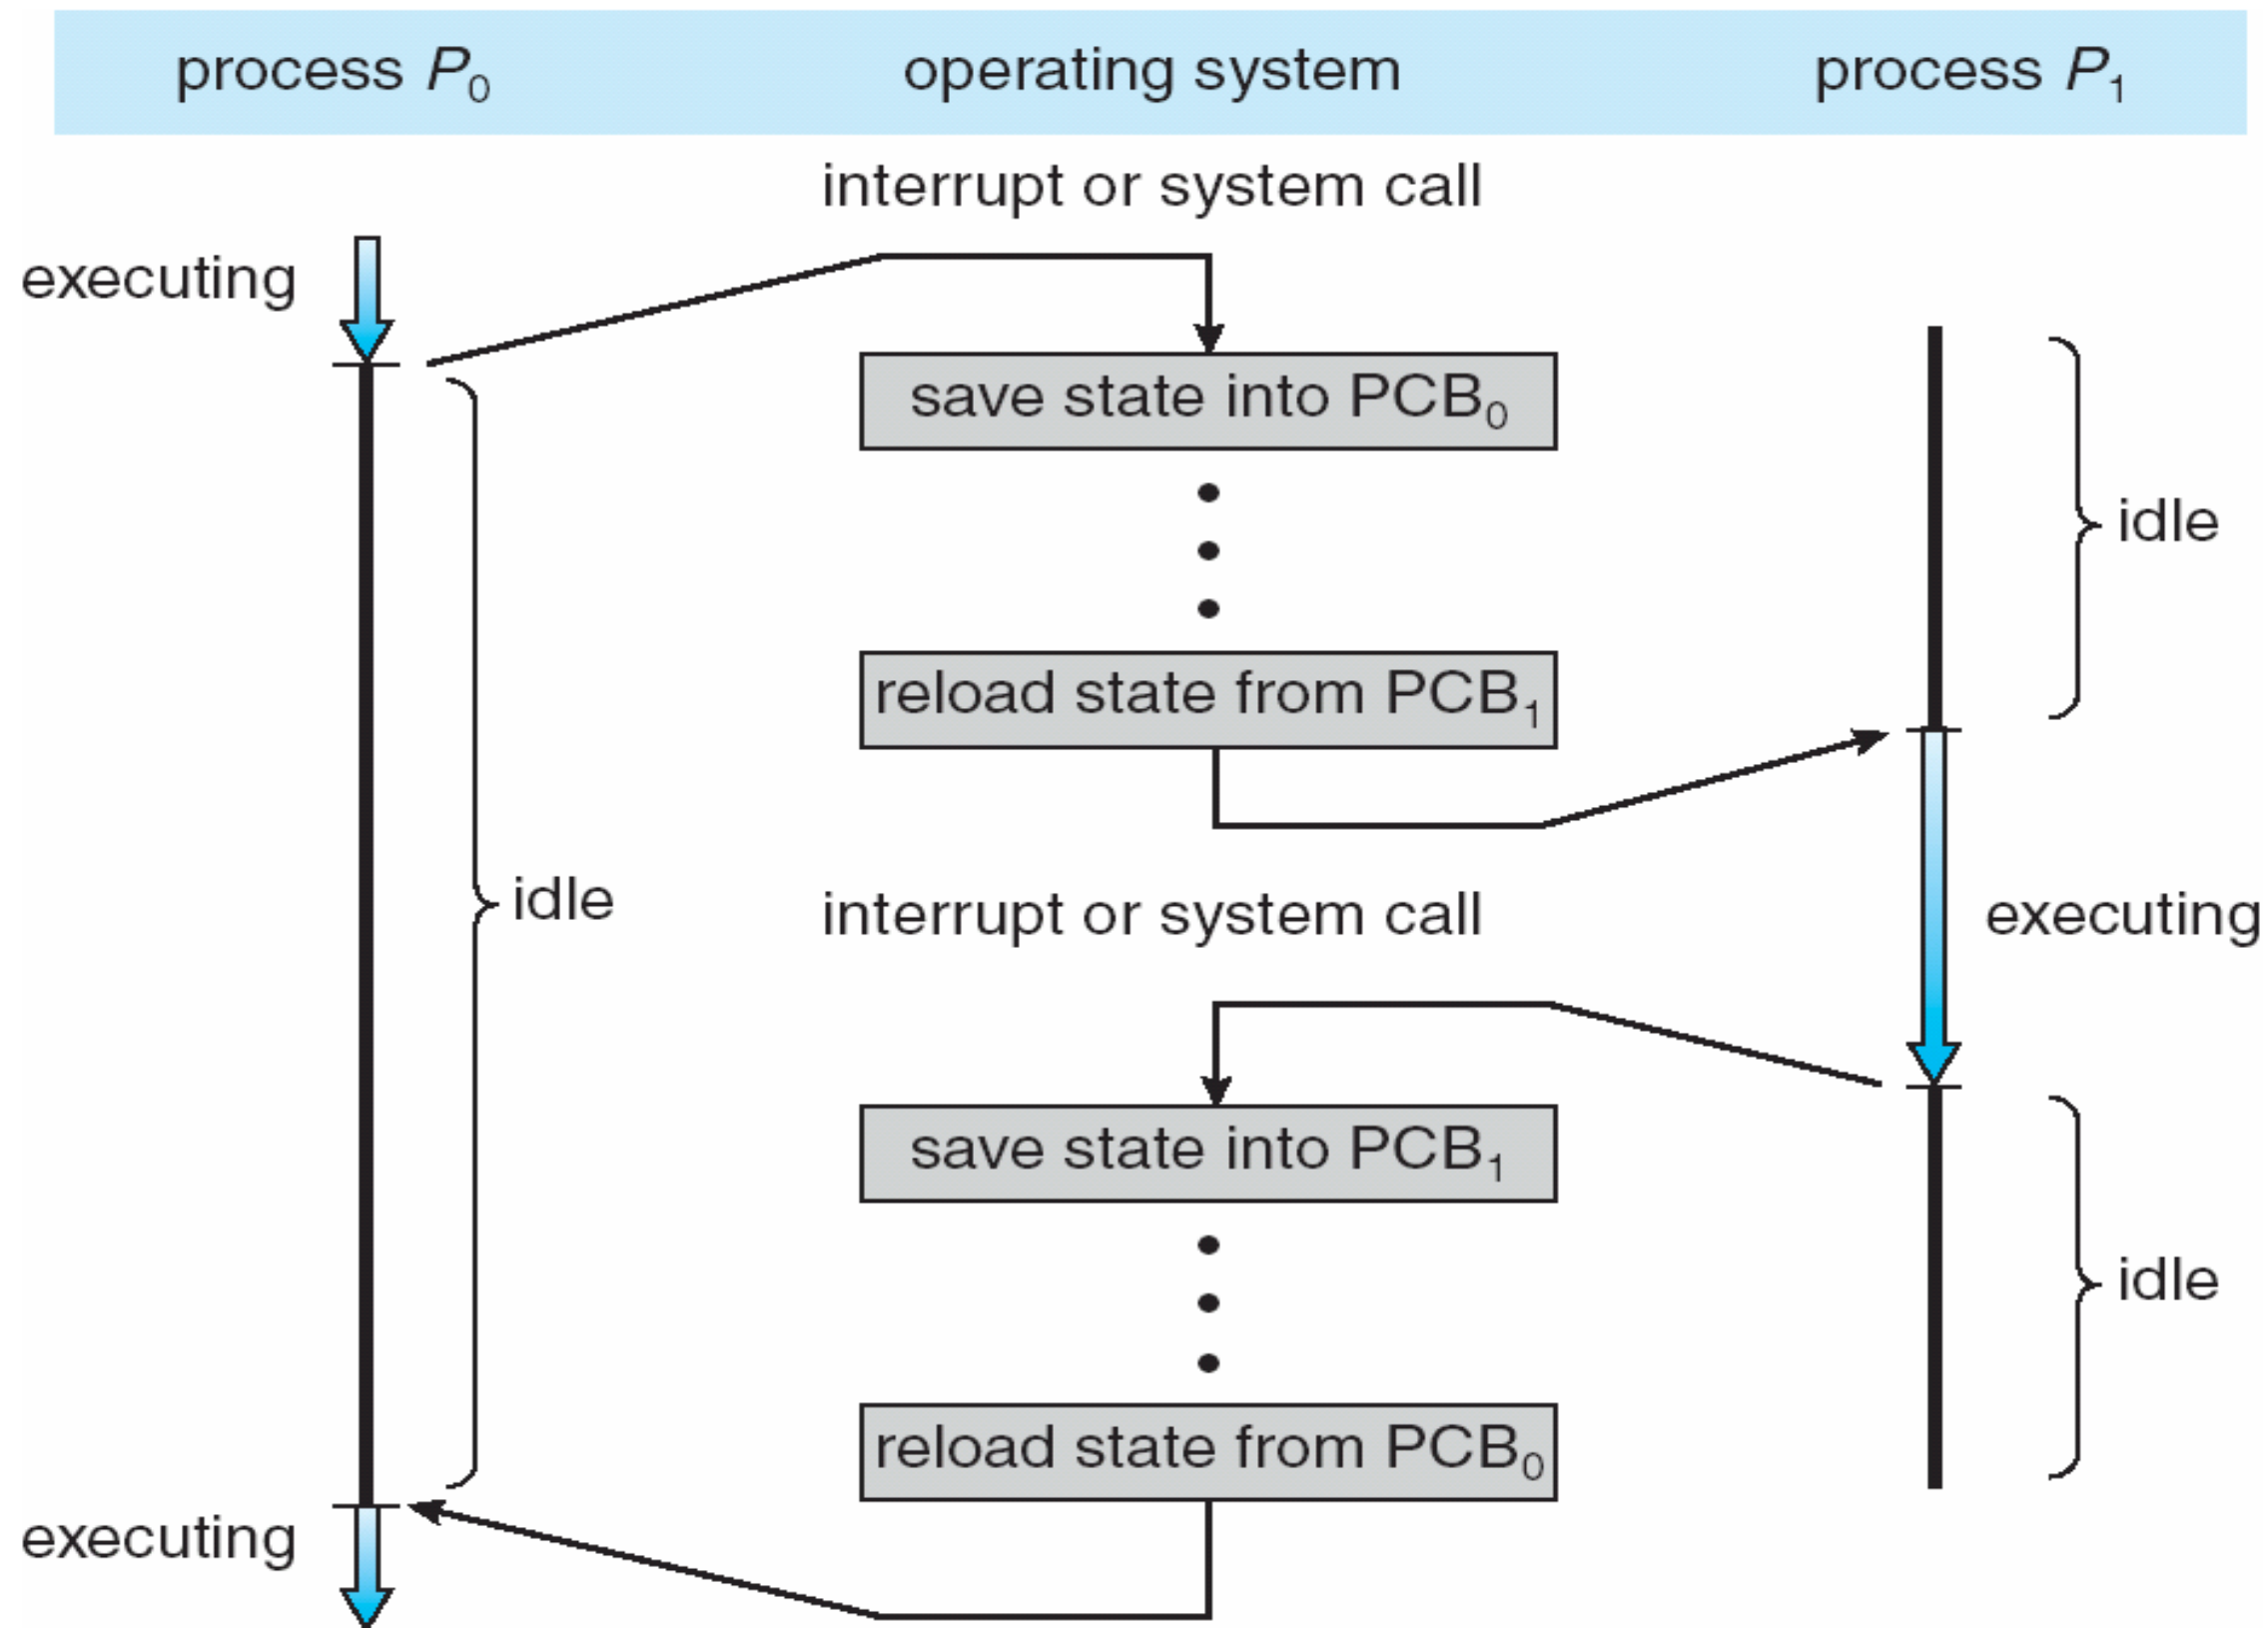 process P₀ operating system process P₁
interrupt or system call
executing
save state into PCB₀
idle
reload state from PCB₁
idle
interrupt or system call
executing
save state into PCB₁
idle
reload state from PCB₀
executing